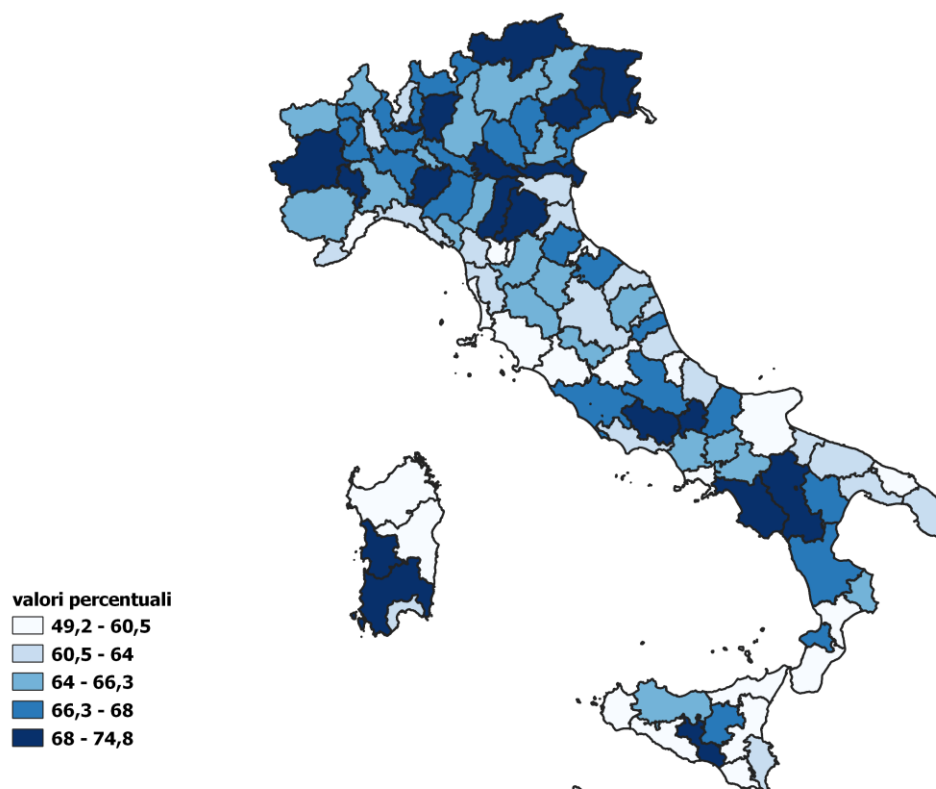 valori percentuali
49,2 - 60,5
60,5 - 64
64 - 66,3
66,3 - 68
68 - 74,8